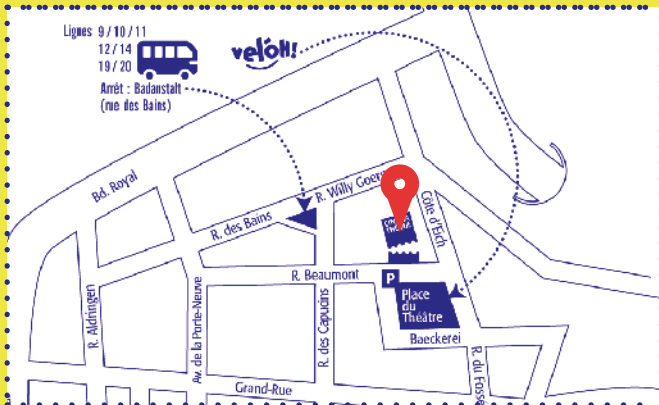 Lignes 9 / 10 / 11
12 / 14
19 / 20
Arrêt : Badanstalt
(rue des Bains)
velóH!
Bd. Royal
R. Willy Goer
R. des Bains
Côte d'Eich
R. Beaumont
P
Place
du
Théâtre
Baeckerei
R. Aldringen
Av. de la Porte-Neuve
R. des Capucins
R. du Fossé
Grand-Rue